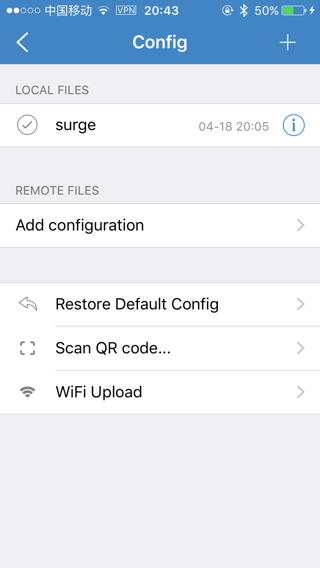 中国移动 VPN 20:43 50%
Config
LOCAL FILES
surge 04-18 20:05
REMOTE FILES
Add configuration
Restore Default Config
Scan QR code...
WiFi Upload